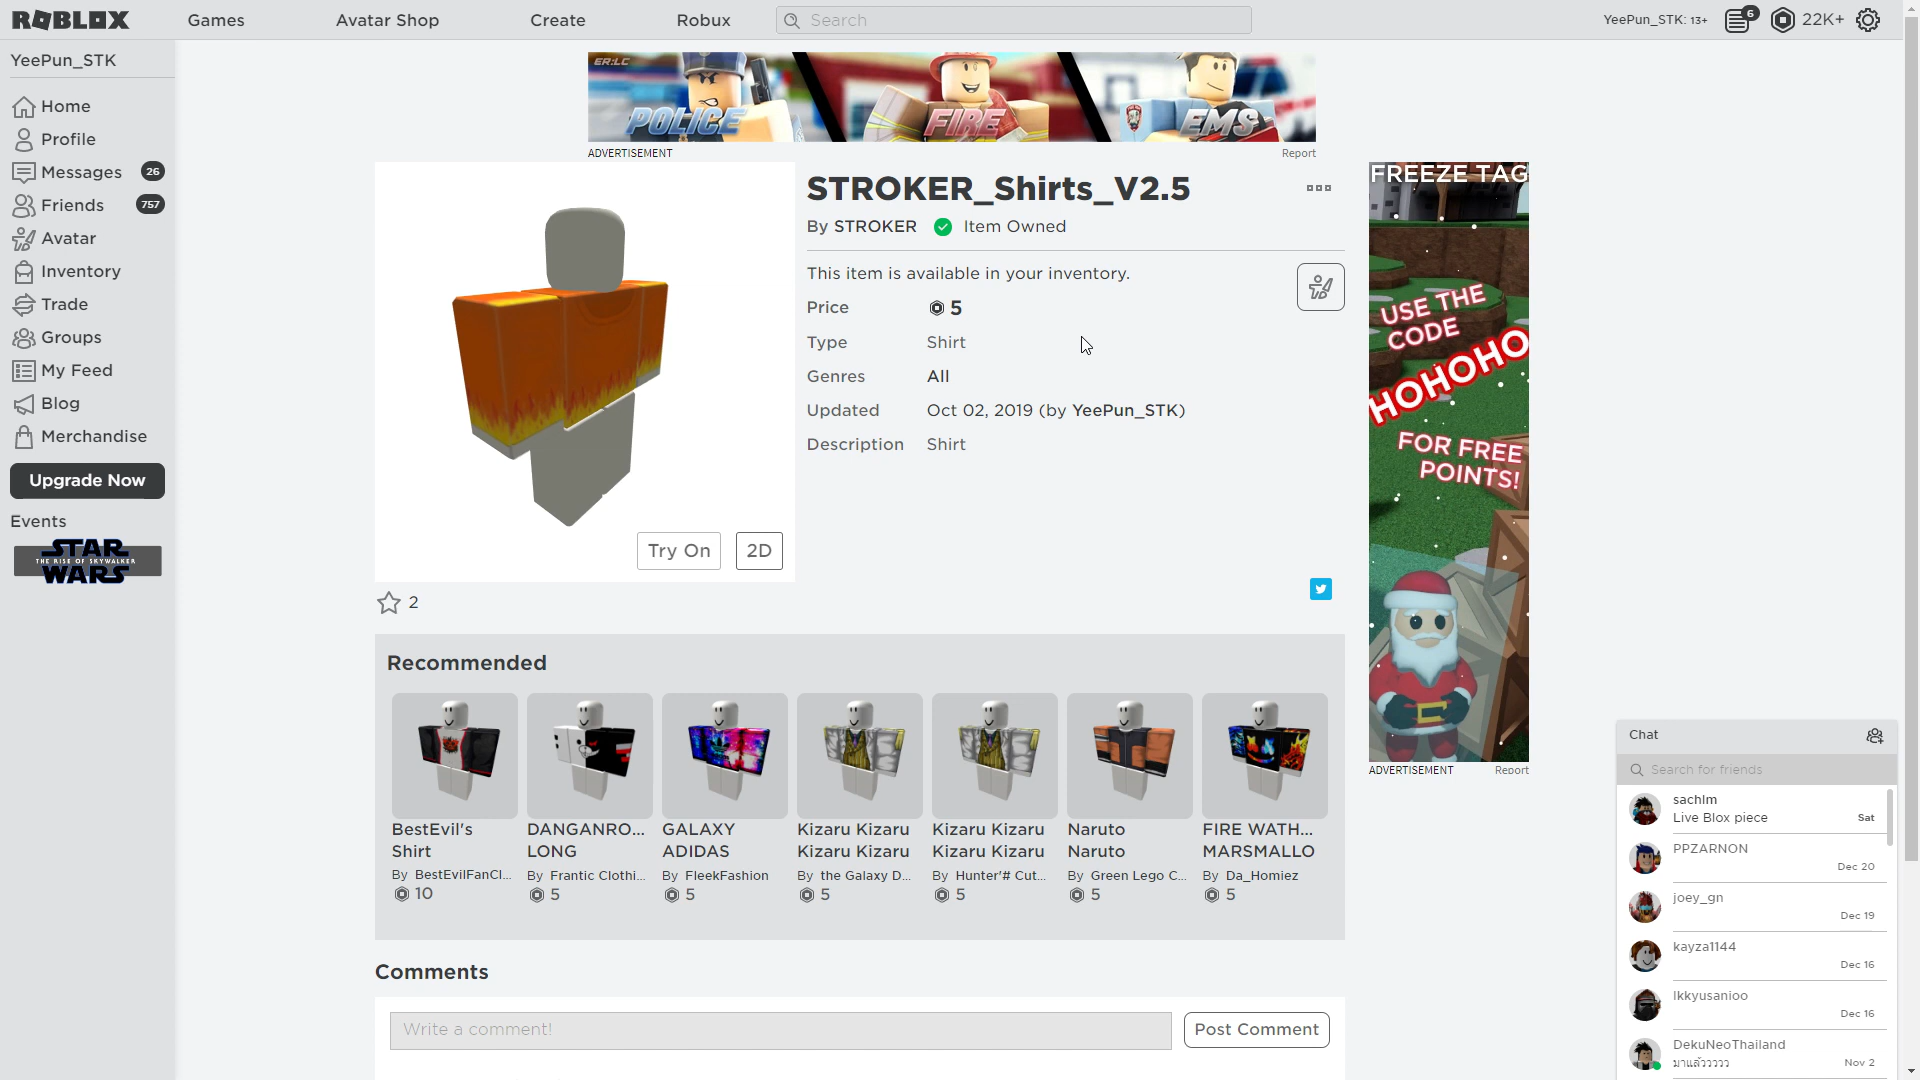 ROBLOX Games Avatar Shop Create Robux Search YeePun_STK: 13+ 6 22K+
YeePun_STK
Home
Profile
Messages 26
Friends 757
Avatar
Inventory
Trade
Groups
My Feed
Blog
Merchandise
Upgrade Now
Events
STAR
THE RISE OF SKYWALKER
WARS
ER:LC
POLICE FIRE EMS
ADVERTISEMENT Report
STROKER_Shirts_V2.5
By STROKER Item Owned
This item is available in your inventory.
Price 5
Type Shirt
Genres All
Updated Oct 02, 2019 (by YeePun_STK)
Description Shirt
Try On 2D
2
FREEZE TAG
USE THE
CODE
HOHOHO
FOR FREE
POINTS!
ADVERTISEMENT Report
Recommended
BestEvil's
Shirt
By BestEvilFanCl...
10
DANGANRO...
LONG
By Frantic Clothi...
5
GALAXY
ADIDAS
By FleekFashion
5
Kizaru Kizaru
Kizaru Kizaru
By the Galaxy D...
5
Kizaru Kizaru
Kizaru Kizaru
By Hunter'# Cut...
5
Naruto
Naruto
By Green Lego C...
5
FIRE WATH...
MARSMALLO
By Da_Homiez
5
Comments
Write a comment!
Post Comment
Chat
Search for friends
sachlm
Live Blox piece Sat
PPZARNON
Dec 20
joey_gn
Dec 19
kayza1144
Dec 16
Ikkyusanioo
Dec 16
DekuNeoThailand
มาแล้ววววว Nov 2